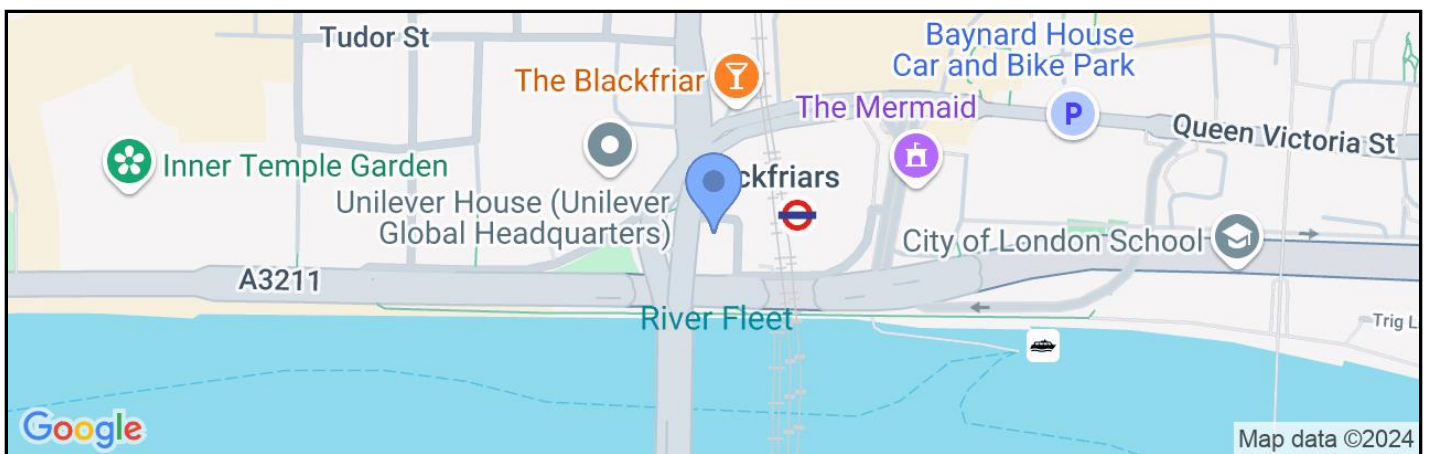 Tudor St
The Blackfriar
Baynard House
Car and Bike Park
P
The Mermaid
Queen Victoria St
Inner Temple Garden
ckfriars
Unilever House (Unilever
Global Headquarters)
City of London School
A3211
River Fleet
Trig L
Google
Map data ©2024